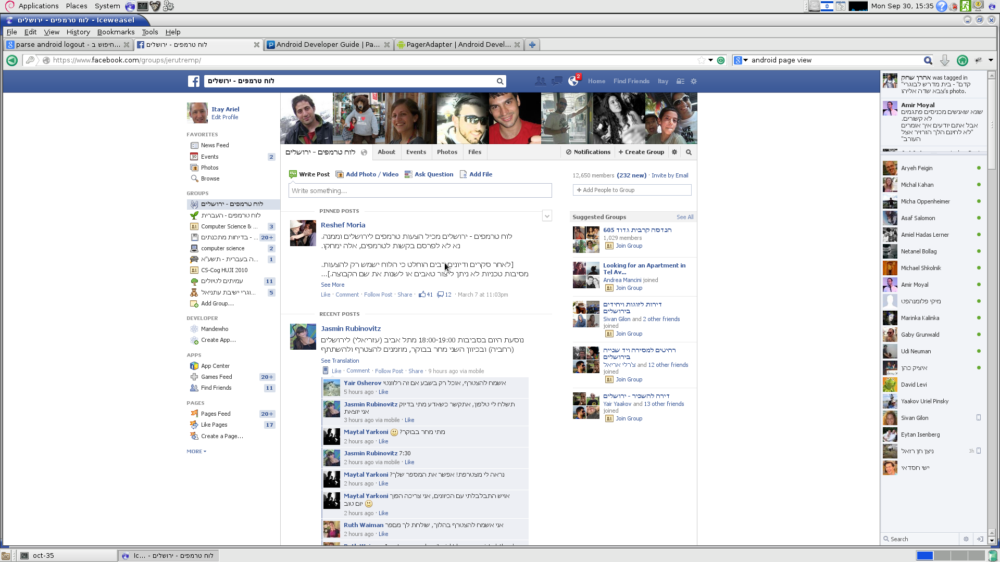 Applications Places System
Mon Sep 30, 15:35
לוח טרמפים - ירושלים - Iceweasel
File Edit View History Bookmarks Tools Help
parse android logout - חיפוש ב...
לוח טרמפים - ירושלים
Android Developer Guide | Pa...
PagerAdapter | Android Devel...
https://www.facebook.com/groups/jerutremp/
android page view
לוח טרמפים - ירושלים
2
Home Find Friends Itay
Itay Ariel
Edit Profile
FAVORITES
News Feed
Events 2
Photos
Browse
GROUPS
לוח טרמפים - ירושלים
לוח טרמפים - העברית
Computer Science & ... 3
בדיחות מתכנתים - ... 20+
computer science 2
ה בעברית - תשע"א... 1
CS-Cog HUJI 2010
עמיתים לטיולים 11
וגרי ישיבת עתניאל... 5
Add Group...
DEVELOPER
Mandewho
Create App...
APPS
App Center
Games Feed 20+
Find Friends 11
PAGES
Pages Feed 20+
Like Pages 17
Create a Page...
MORE
I ♥ Berlin
WE RUN
לוח טרמפים - ירושלים
About Events Photos Files
Notifications + Create Group
Write Post Add Photo / Video Ask Question Add File
Write something...
PINNED POSTS
Reshef Moria
לוח טרמפים - ירושלים מכיל הצעות טרמפים לירושלים וממנה.
נא לא לפרסם בקשות לטרמפים, אלה ימחקו.
[לאחר סקרים ודיונים רבים הוחלט כי הלוח ישמש רק להצעות.
מסיבות טכניות לא ניתן ליצור טאבים או לשנות את שם הקבוצה.]...
See More
Like · Comment · Follow Post · Share · 41 12 · March 7 at 11:03pm
RECENT POSTS
Jasmin Rubinovitz
נוסעת היום בסביבות 18:00-19:00 מתל אביב (עזריאלי) לירושלים
(רחביה) ובכיוון השני מחר בבוקר, מוזמנים להצטרף ולהשתתף
See Translation
Like · Comment · Follow Post · Share · 9 hours ago via mobile
Yair Osherov אשמח להצטרף, אוכל רק בשבע אם זה רלוונטי
5 hours ago · Like
Jasmin Rubinovitz תשלח לי טלפון, אתקשר כשאדע מתי בדיוק
אני יוצאת
3 hours ago via mobile · Like
Maytal Yarkoni מתי מחר בבוקר?
2 hours ago · Like
Jasmin Rubinovitz 7:30
2 hours ago via mobile · Like
Maytal Yarkoni נראה לי מצטרפת! אפשר את המספר שלך?
2 hours ago · Like
Maytal Yarkoni אויש התבלבלתי עם הכיוונים, אני צריכה הפוך
יום טוב
2 hours ago · Like
Ruth Waiman אני אשמח להצטרף בהלוך, שולחת לך מספר
2 hours ago · Like
12,650 members (232 new) · Invite by Email
+ Add People to Group
Suggested Groups See All
הנדסה קרבית גדוד 605
1,029 members
Join Group
Looking for an Apartment in
Tel Av...
Andrea Mancini joined
Join Group
דירות לזוגות ויחידים
בירושלים
Sivan Gilon and 2 other friends
joined
Join Group
רהיטים למסירה ויד שנייה
בירושלים
צ'רלי אריאל and 12 other friends
joined
Join Group
דירה להשכיר - ירושלים
Yair Yaakov and 13 other friends
joined
Join Group
אהרן שחק was tagged in
"קדם" - בית מדרש לבוגרי
צבא שדה אליהו's photo.
Amir Moyal
שונא שאנשים מכניסים פתגמים
לא קשורים.
אבל אתם יודעים איך אומרים
"לא לחינם הלך הזרזיר אצל
העורב"
Aryeh Feigin
Michal Kahan
Micha Oppenheimer
Asaf Salomon
Amiel Hadas Lerner
Netanel Bollag
Michael Shkolnik
Amir Moyal
מיקי פלומנהפט
Marinka Kalinka
Gaby Grunwald
Udi Neuman
איציק כהן
David Levi
Yaakov Uriel Pinsky
Sivan Gilon
Eytan Isenberg
ניצן חן רזאל 3h
ישי חסדאי
Search
oct-35
Ic... - לוח טרמפים - ירושלים